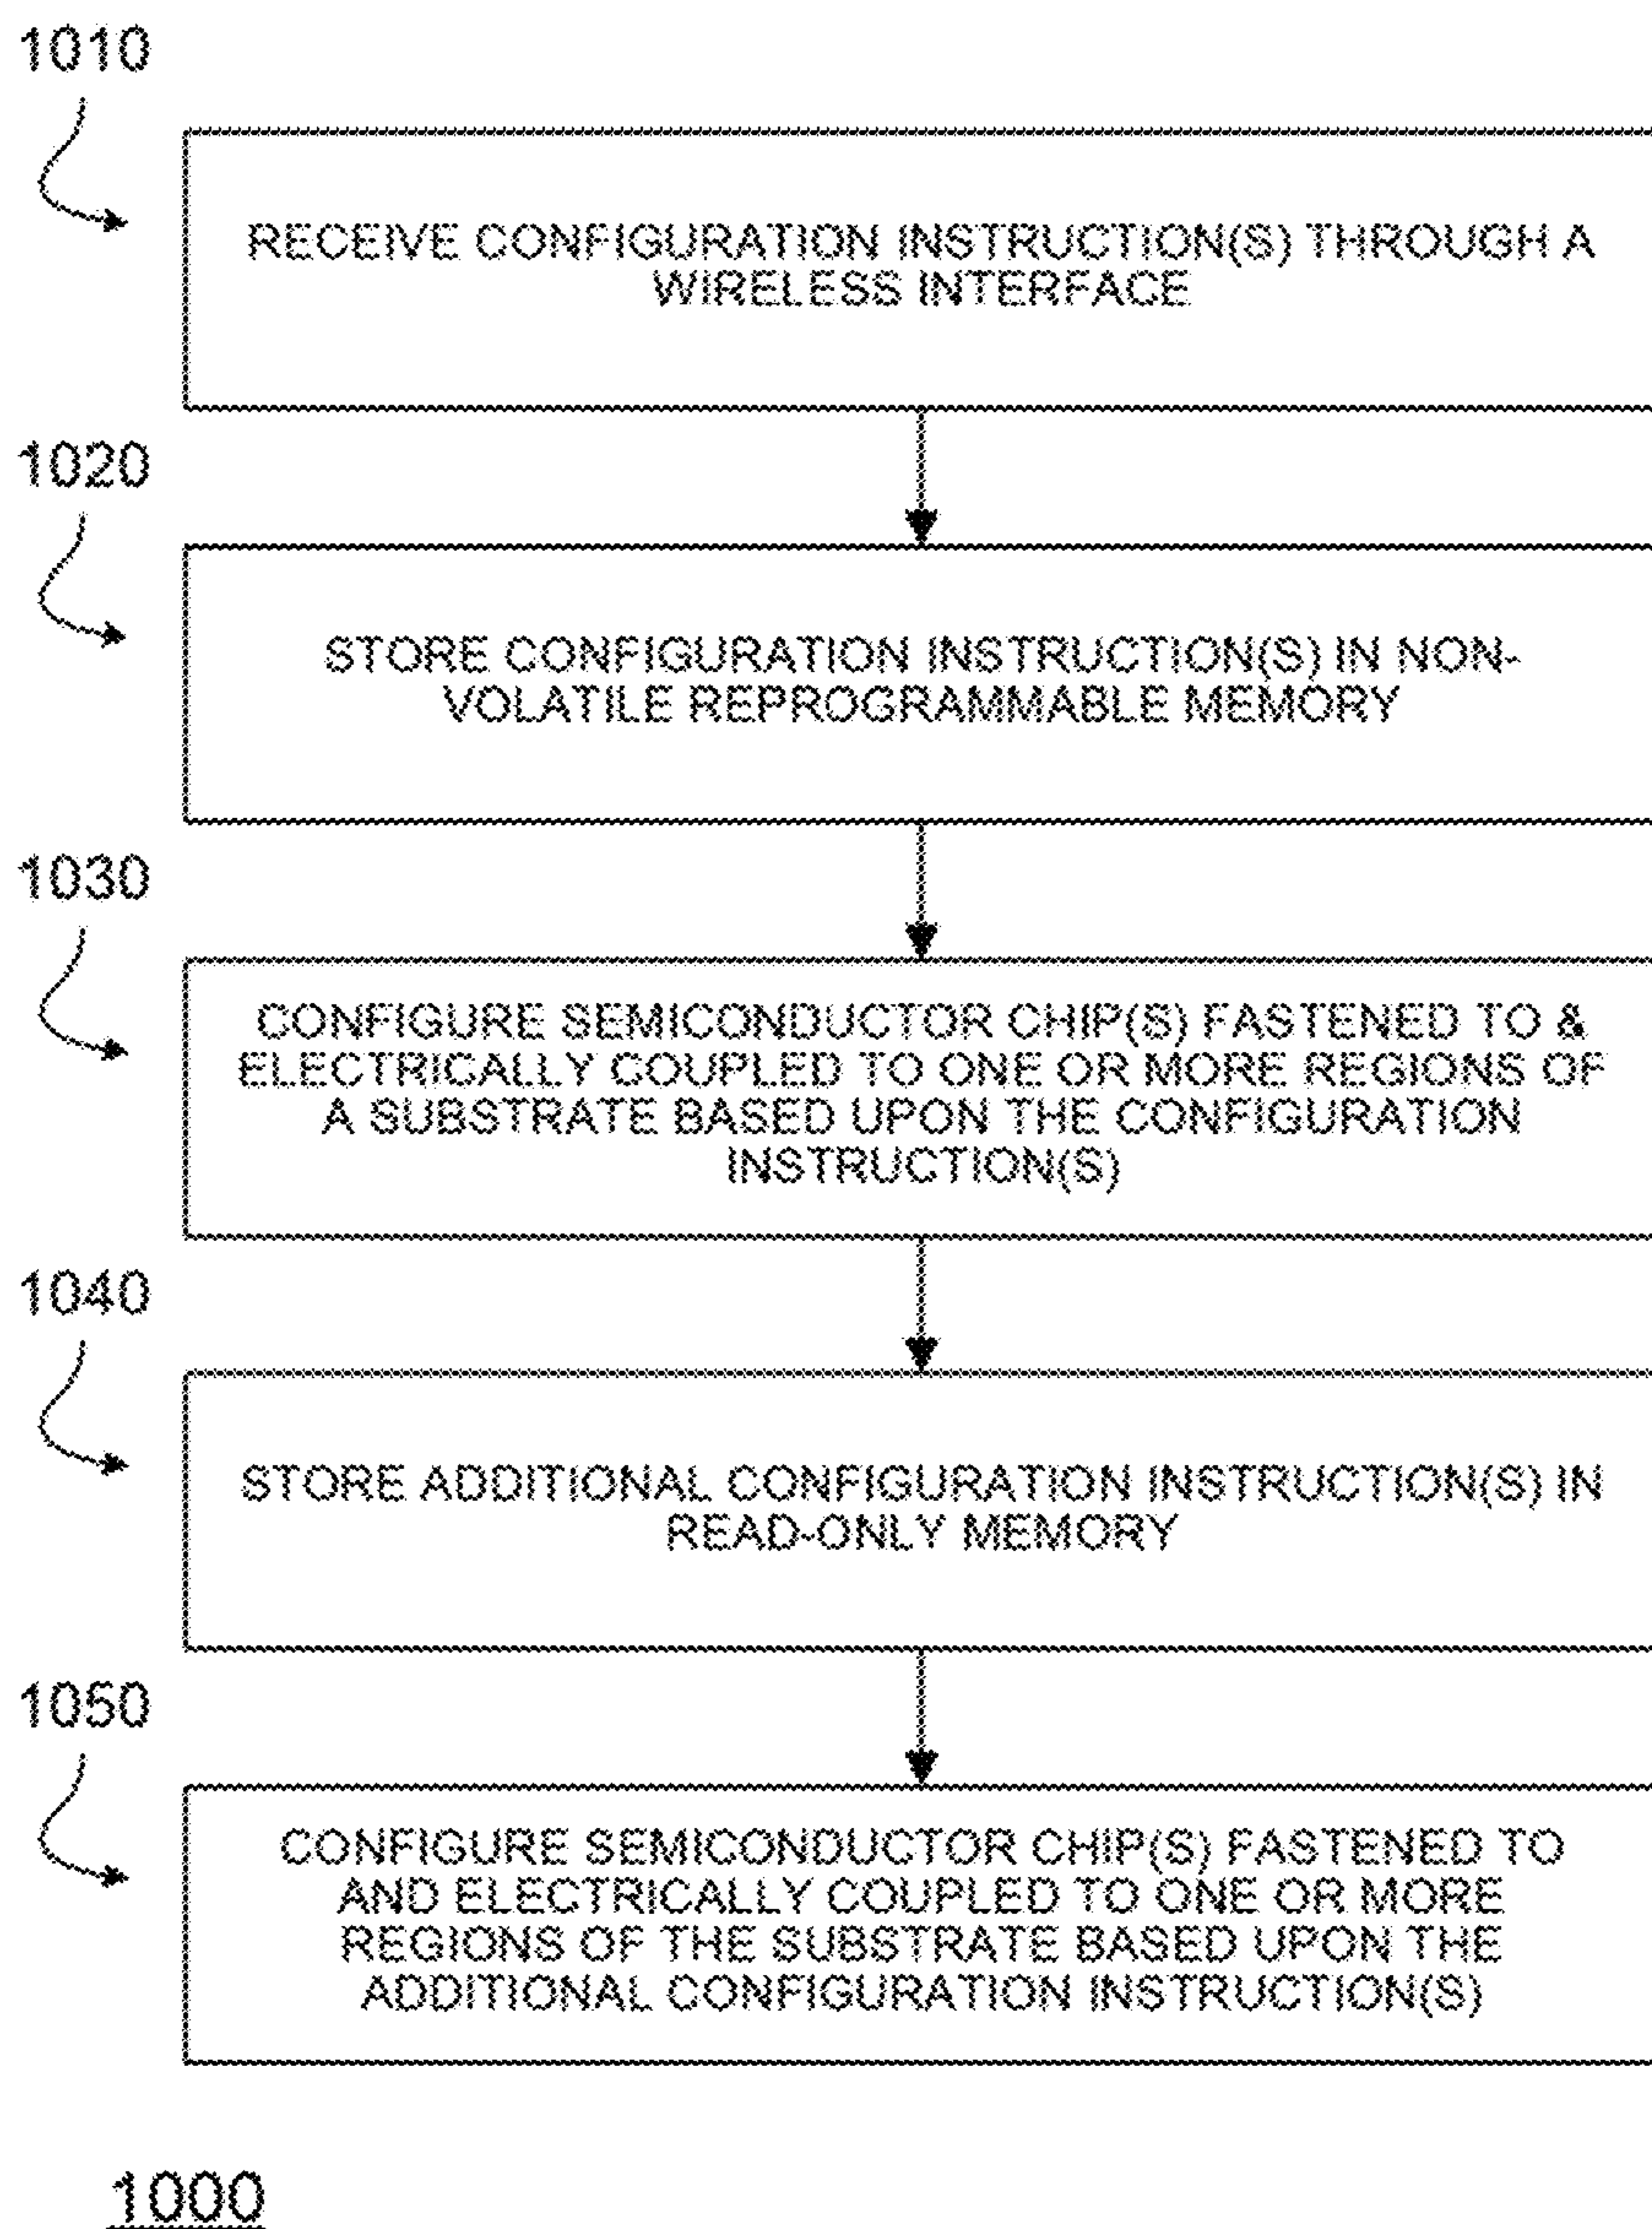 1010
RECEIVE CONFIGURATION INSTRUCTION(S) THROUGH A
WIRELESS INTERFACE
1020
STORE CONFIGURATION INSTRUCTION(S) IN NON-
VOLATILE REPROGRAMMABLE MEMORY
1030
CONFIGURE SEMICONDUCTOR CHIP(S) FASTENED TO &
ELECTRICALLY COUPLED TO ONE OR MORE REGIONS OF
A SUBSTRATE BASED UPON THE CONFIGURATION
INSTRUCTION(S)
1040
STORE ADDITIONAL CONFIGURATION INSTRUCTION(S) IN
READ-ONLY MEMORY
1050
CONFIGURE SEMICONDUCTOR CHIP(S) FASTENED TO
AND ELECTRICALLY COUPLED TO ONE OR MORE
REGIONS OF THE SUBSTRATE BASED UPON THE
ADDITIONAL CONFIGURATION INSTRUCTION(S)
1000